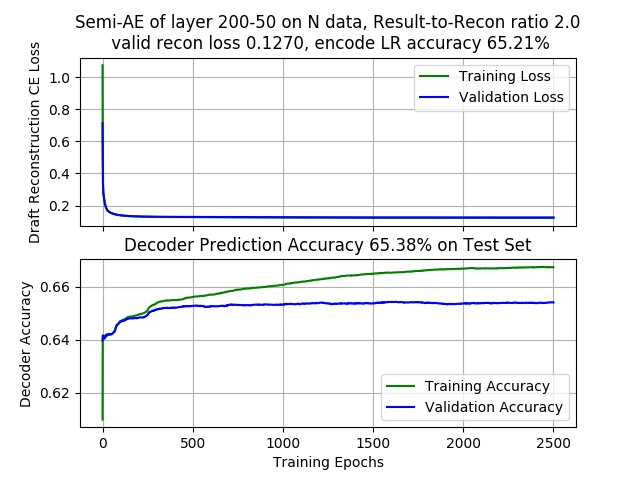 Semi-AE of layer 200-50 on N data, Result-to-Recon ratio 2.0
valid recon loss 0.1270, encode LR accuracy 65.21%
Draft Reconstruction CE Loss
1.0
0.8
0.6
0.4
0.2
Training Loss
Validation Loss
Decoder Prediction Accuracy 65.38% on Test Set
Decoder Accuracy
0.66
0.64
0.62
Training Accuracy
Validation Accuracy
0 500 1000 1500 2000 2500
Training Epochs